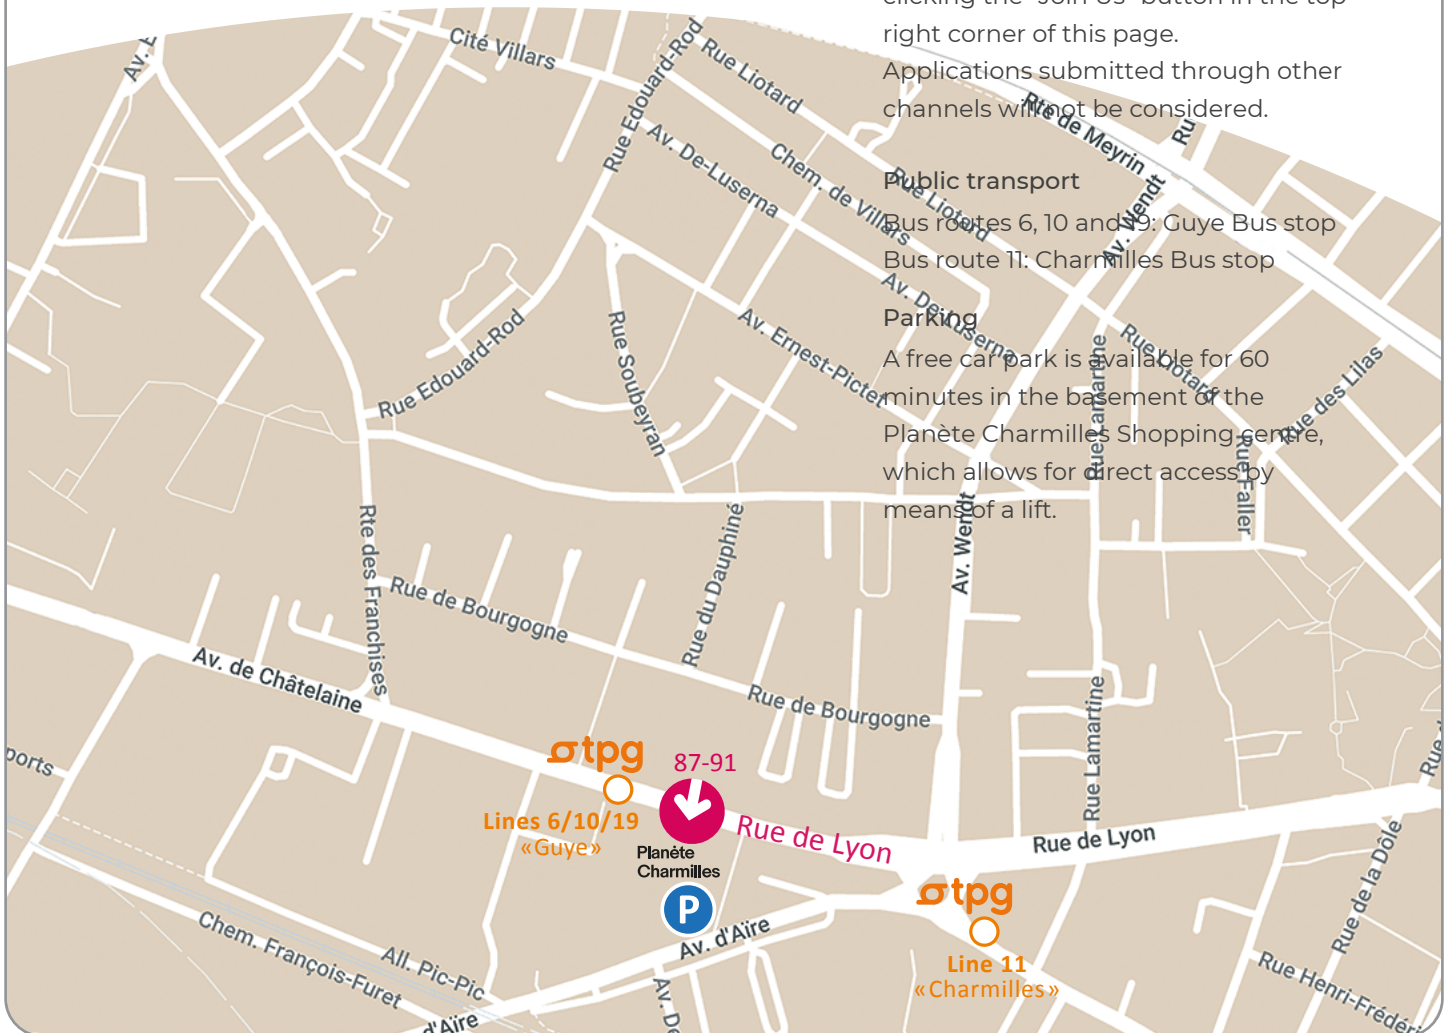 right corner of this page.
Applications submitted through other
channels will not be considered.
Public transport
Bus routes 6, 10 and 19: Guye Bus stop
Bus route 11: Charmilles Bus stop
Parking
A free car park is available for 60
minutes in the basement of the
Planète Charmilles Shopping centre,
which allows for direct access by
means of a lift.
Cité Villars
Rue Edouard-Rod
Rue Liotard
Av. De-Luserna
Chem. de Villars
Rue Liotard
Rte de Meyrin
Av. Wendt
Av. De-Luserna
Av. Ernest-Pictet
Rue Soubeyran
Rue Edouard-Rod
Rue Lamartine
Rue Liotard
Rue des Lilas
Rue Faller
Av. Wendt
Rte des Franchises
Rue du Dauphiné
Rue de Bourgogne
Av. de Châtelaine
Rue de Bourgogne
Rue Lamartine
tpg
87-91
Lines 6/10/19
«Guye»
Planète
Charmilles
P
Rue de Lyon
Rue de Lyon
tpg
Line 11
«Charmilles»
Rue de la Dôle
Av. d'Aïre
Chem. François-Furet
All. Pic-Pic
d'Aïre